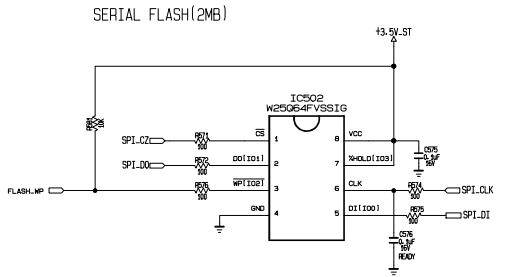 SERIAL FLASH(2MB)
+3.5V_ST
IC502
W25Q64FVSSIG
10K
SPI_CZ
R571
100
CS
1
8
VCC
C575
0.1uF
16V
SPI_DO
R572
100
DO(IO1)
2
7
%HOLD(IO3)
FLASH_WP
R576
100
WP(IO2)
3
6
CLK
R574
100
SPI_CLK
GND
4
5
DI(IO0)
R575
100
SPI_DI
C576
0.1uF
16V
READY